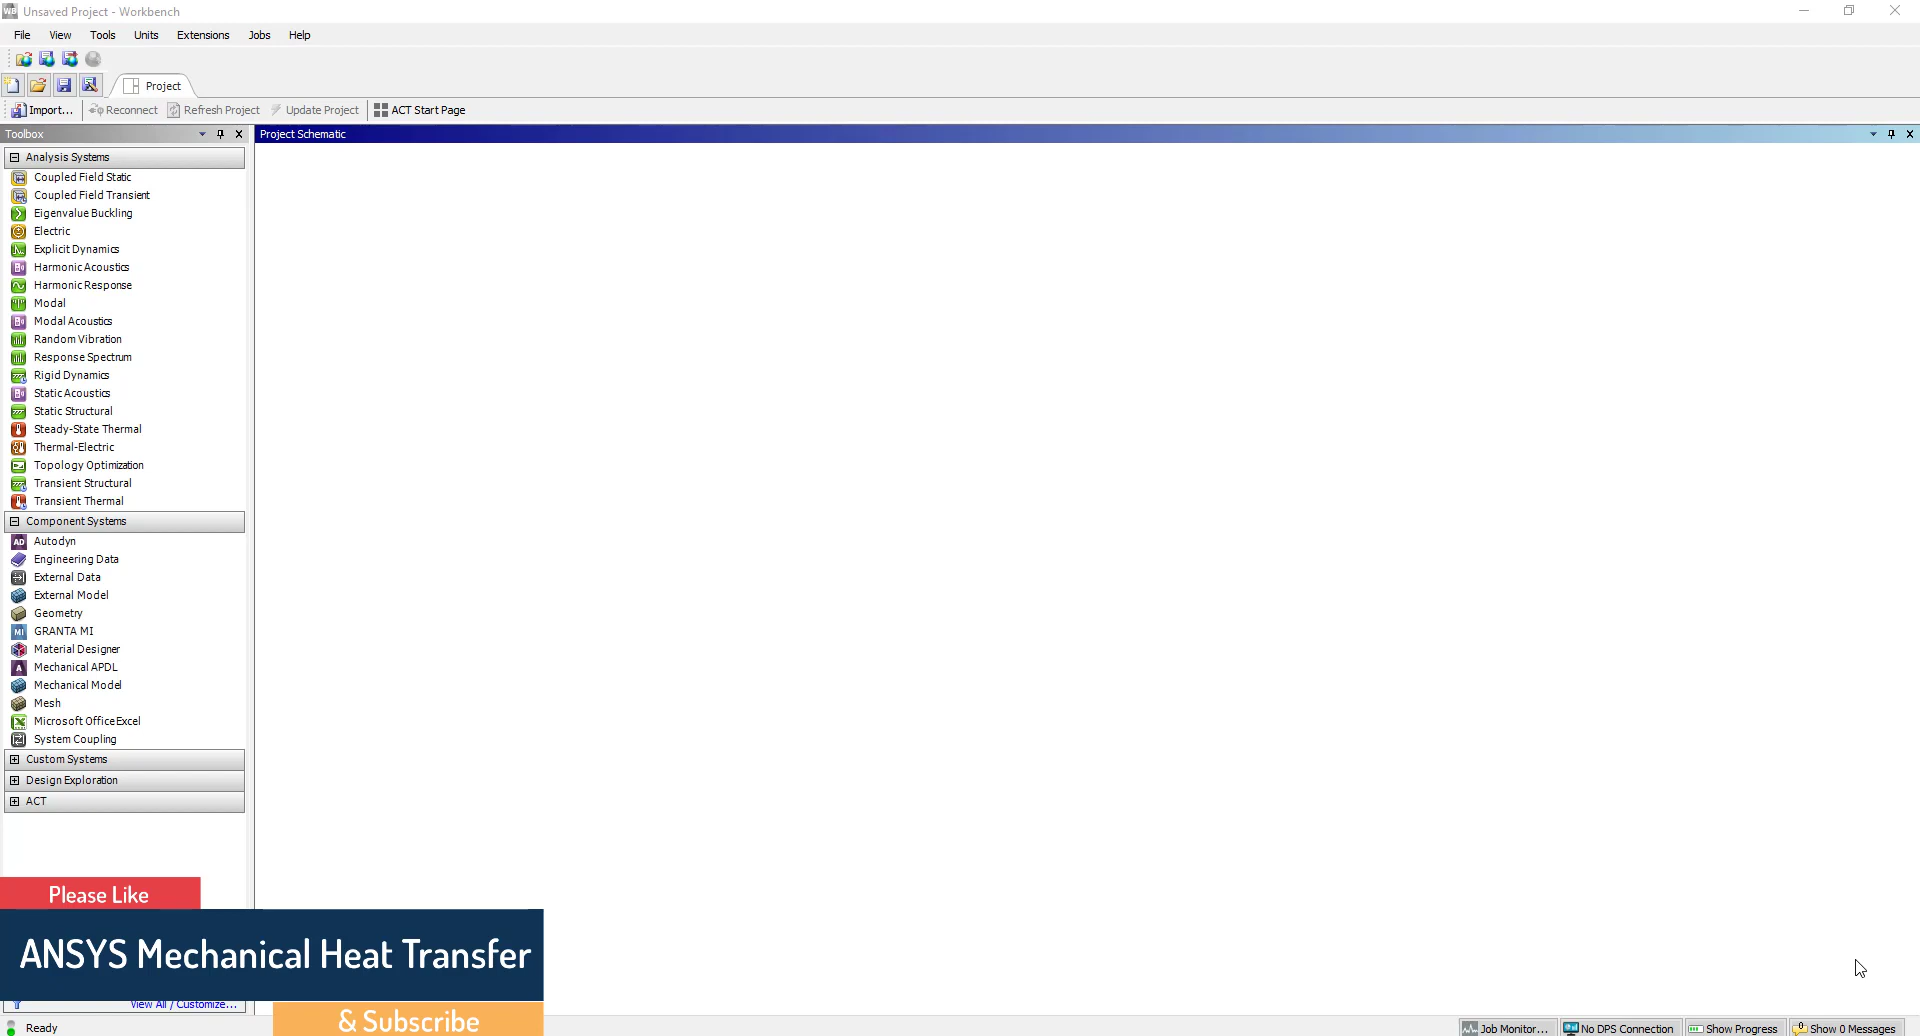 WB Unsaved Project - Workbench
File View Tools Units Extensions Jobs Help
Project
Import... Reconnect Refresh Project Update Project ACT Start Page
Toolbox
Project Schematic
Analysis Systems
Coupled Field Static
Coupled Field Transient
Eigenvalue Buckling
Electric
Explicit Dynamics
Harmonic Acoustics
Harmonic Response
Modal
Modal Acoustics
Random Vibration
Response Spectrum
Rigid Dynamics
Static Acoustics
Static Structural
Steady-State Thermal
Thermal-Electric
Topology Optimization
Transient Structural
Transient Thermal
Component Systems
AD Autodyn
Engineering Data
External Data
External Model
Geometry
MI GRANTA MI
Material Designer
A Mechanical APDL
Mechanical Model
Mesh
Microsoft Office Excel
System Coupling
Custom Systems
Design Exploration
ACT
Please Like
ANSYS Mechanical Heat Transfer
View All / Customize...
& Subscribe
Ready
Job Monitor... No DPS Connection Show Progress Show 0 Messages